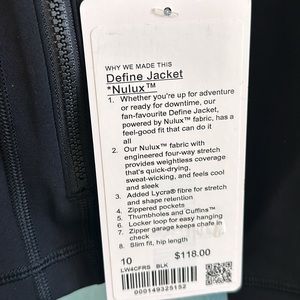 WHY WE MADE THIS
Define Jacket
*Nulux™
1. Whether you're up for adventure
or ready for downtime, our
fan-favourite Define Jacket,
powered by Nulux™ fabric, has a
feel-good fit that can do it
all
2. Our Nulux™ fabric with
engineered four-way stretch
provides weightless coverage
that's quick-drying,
sweat-wicking, and feels cool
and sleek
3. Added Lycra® fibre for stretch
and shape retention
4. Zippered pockets
5. Thumbholes and Cuffins™
6. Locker loop for easy hanging
7. Zipper garage keeps chafe in
check
8. Slim fit, hip length
10 $118.00
LW4CFRS BLK
000149325152